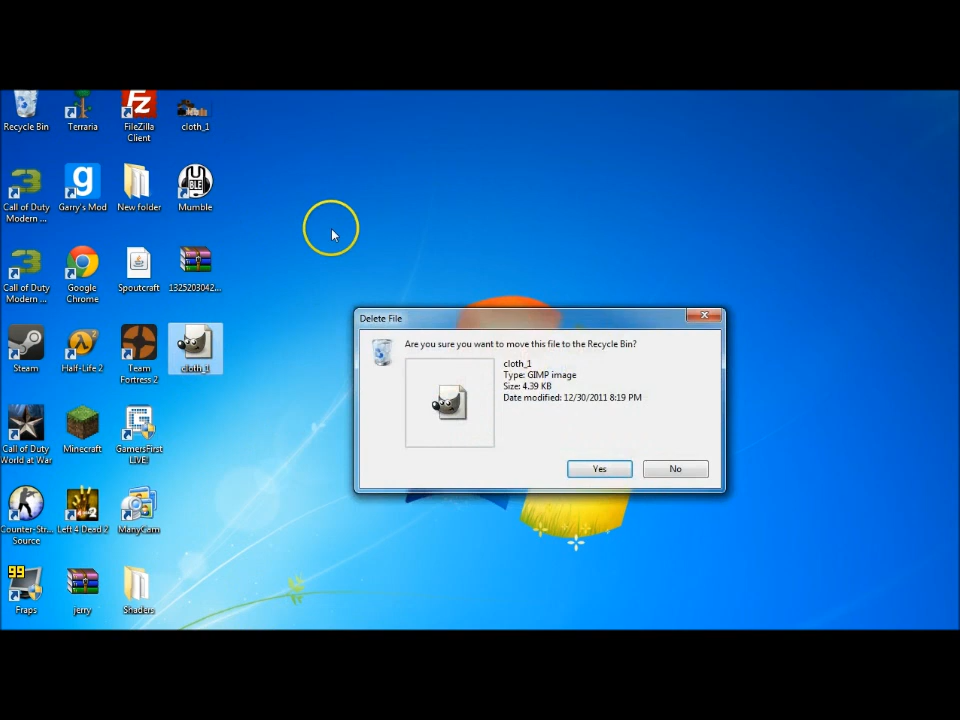 Recycle Bin
Terraria
FileZilla
Client
cloth_1
Call of Duty
Modern ...
Garry's Mod
New folder
Mumble
Call of Duty
Modern ...
Google
Chrome
Spoutcraft
1325203042...
Steam
Half-Life 2
Team
Fortress 2
cloth_1
Call of Duty
World at War
Minecraft
GamersFirst
LIVE!
Counter-Str...
Source
Left 4 Dead 2
ManyCam
99
Fraps
jerry
Shaders
Delete File
Are you sure you want to move this file to the Recycle Bin?
cloth_1
Type: GIMP image
Size: 4.39 KB
Date modified: 12/30/2011 8:19 PM
Yes
No